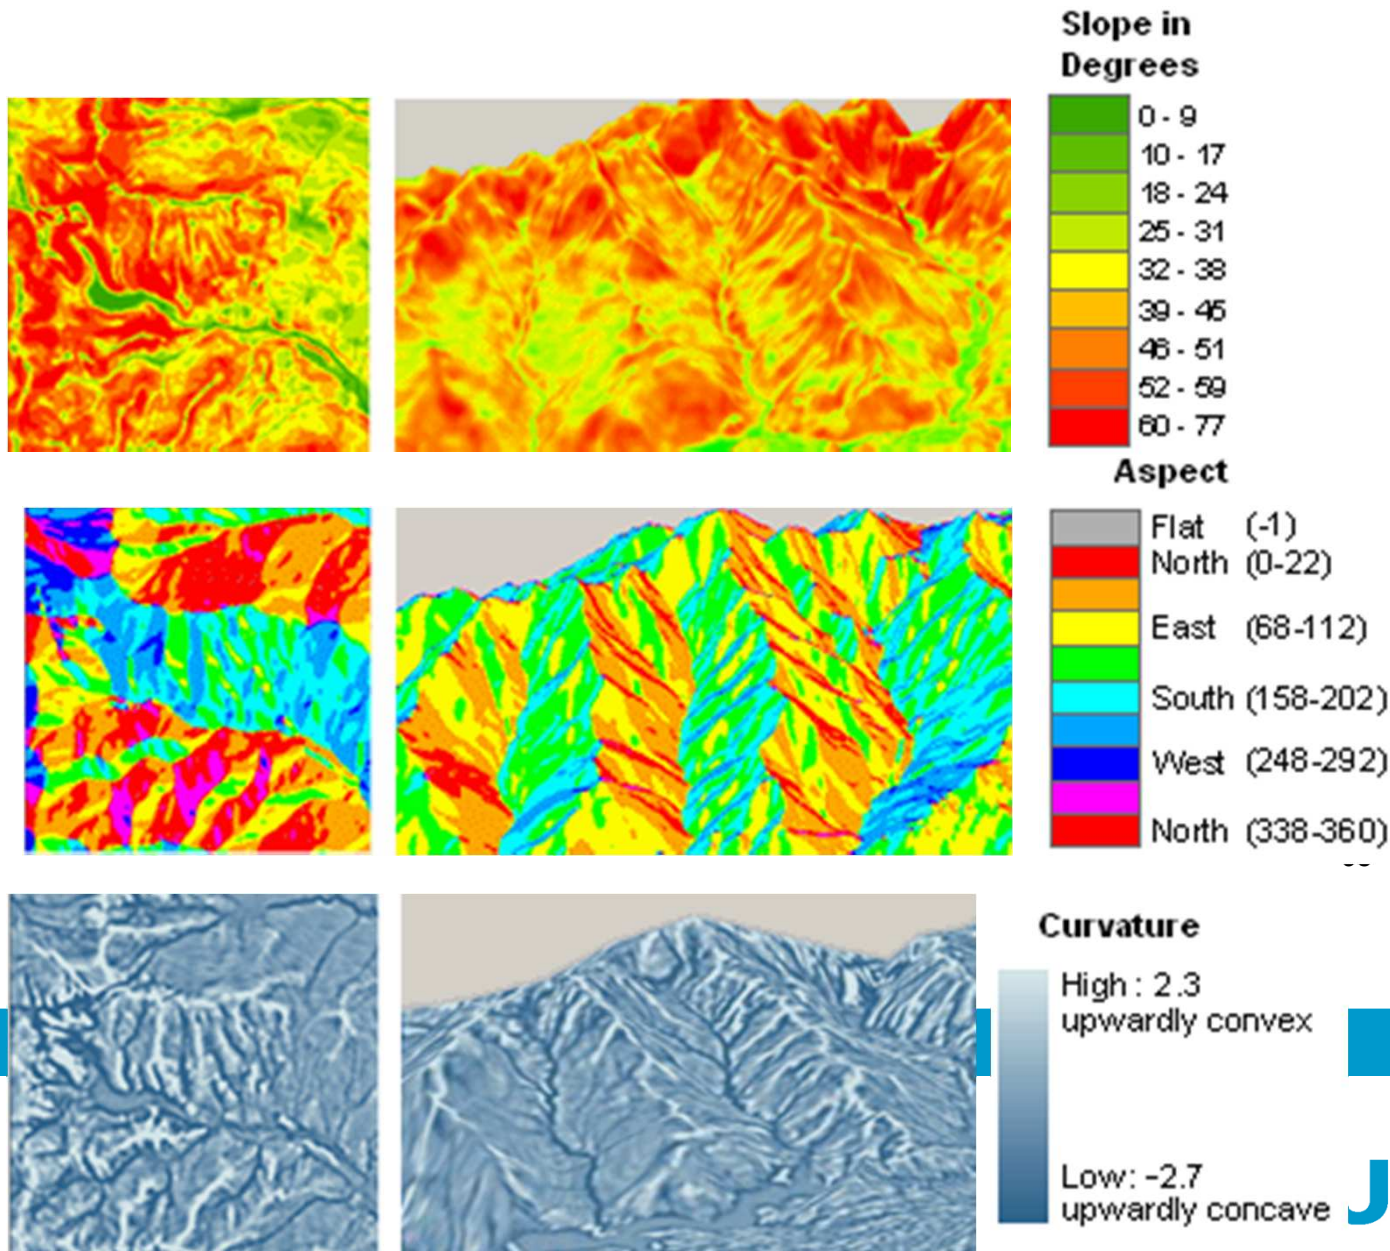 Slope in
Degrees
0 - 9
10 - 17
18 - 24
25 - 31
32 - 38
39 - 45
46 - 51
52 - 59
60 - 77
Aspect
Flat (-1)
North (0-22)
East (68-112)
South (158-202)
West (248-292)
North (338-360)
Curvature
High : 2.3
upwardly convex
Low: -2.7
upwardly concave